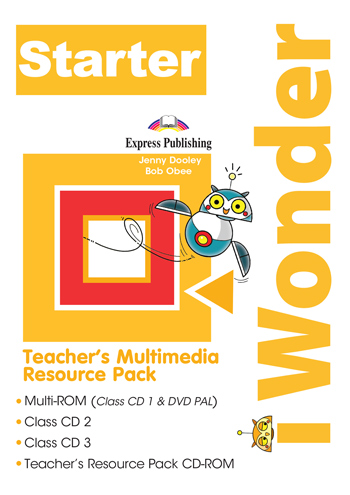 Starter
Express Publishing
Jenny Dooley
Bob Obee
i Wonder
Teacher's Multimedia
Resource Pack
• Multi-ROM (Class CD 1 & DVD PAL)
• Class CD 2
• Class CD 3
• Teacher's Resource Pack CD-ROM